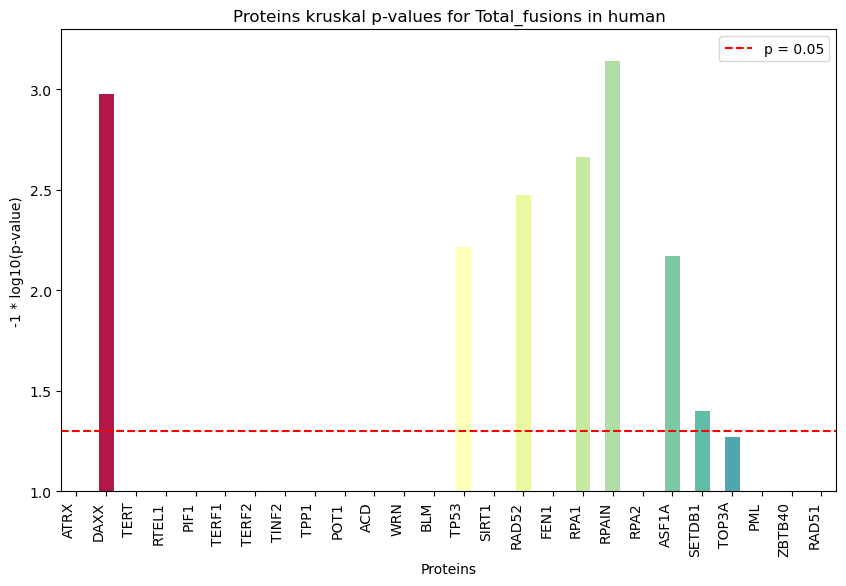 Proteins kruskal p-values for Total_fusions in human
p = 0.05
-1 * log10(p-value)
3.0
2.5
2.0
1.5
1.0
ATRX
DAXX
TERT
RTEL1
PIF1
TERF1
TERF2
TINF2
TPP1
POT1
ACD
WRN
BLM
TP53
SIRT1
RAD52
FEN1
RPA1
RPAIN
RPA2
ASF1A
SETDB1
TOP3A
PML
ZBTB40
RAD51
Proteins